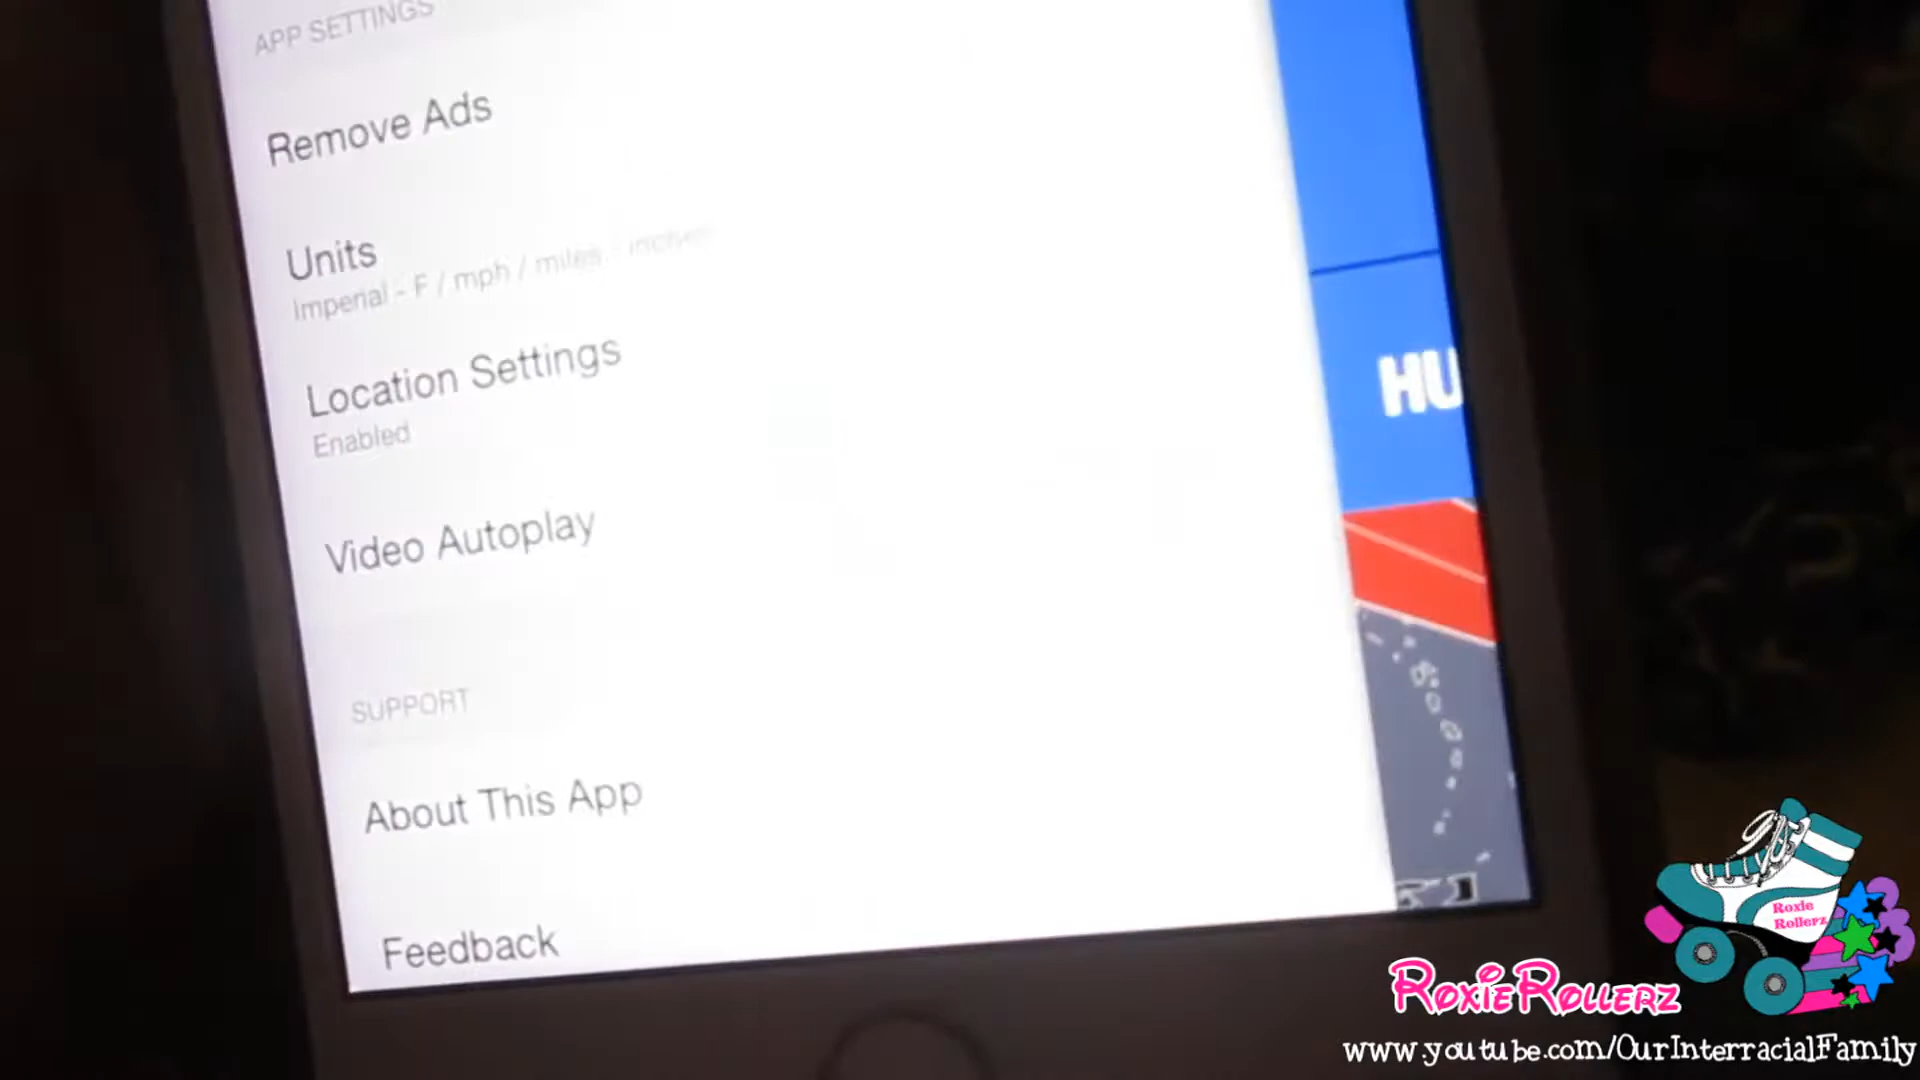 APP SETTINGS
Remove Ads
Units
Imperial - F / mph / miles / inches
Location Settings
Enabled
HU
Video Autoplay
SUPPORT
About This App
Feedback
Roxie
Rollerz
RoxieRollerz
www.youtube.com/OurInterracialFamily